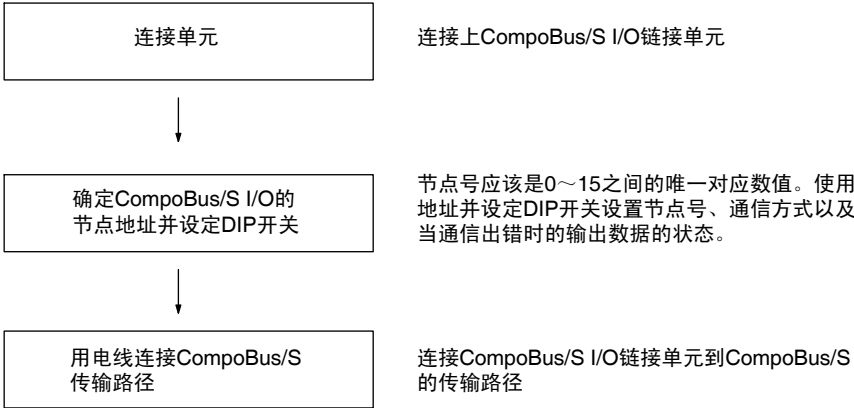 连接单元
连接上CompoBus/S I/O链接单元
确定CompoBus/S I/O的
节点地址并设定DIP开关
节点号应该是0～15之间的唯一对应数值。使用
地址并设定DIP开关设置节点号、通信方式以及
当通信出错时的输出数据的状态。
用电线连接CompoBus/S
传输路径
连接CompoBus/S I/O链接单元到CompoBus/S
的传输路径